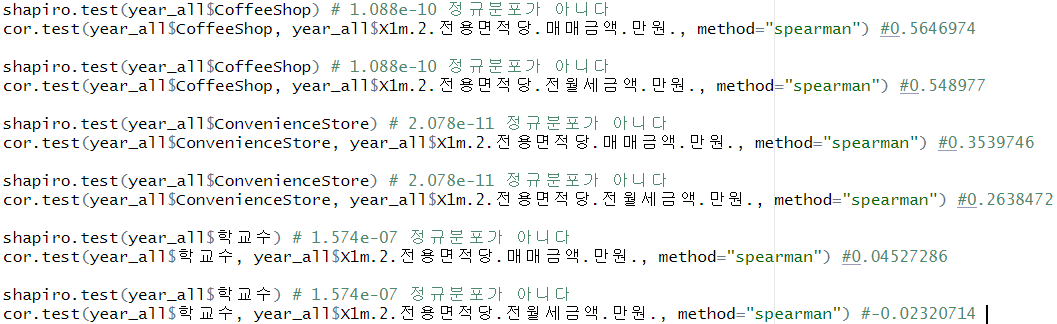 shapiro.test(year_all$CoffeeShop) # 1.088e-10 정규분포가 아니다
cor.test(year_all$CoffeeShop, year_all$X1m.2.전용면적당.매매금액.만원., method="spearman") #0.5646974
shapiro.test(year_all$CoffeeShop) # 1.088e-10 정규분포가 아니다
cor.test(year_all$CoffeeShop, year_all$X1m.2.전용면적당.전월세금액.만원., method="spearman") #0.548977
shapiro.test(year_all$ConvenienceStore) # 2.078e-11 정규분포가 아니다
cor.test(year_all$ConvenienceStore, year_all$X1m.2.전용면적당.매매금액.만원., method="spearman") #0.3539746
shapiro.test(year_all$ConvenienceStore) # 2.078e-11 정규분포가 아니다
cor.test(year_all$ConvenienceStore, year_all$X1m.2.전용면적당.전월세금액.만원., method="spearman") #0.2638472
shapiro.test(year_all$학교수) # 1.574e-07 정규분포가 아니다
cor.test(year_all$학교수, year_all$X1m.2.전용면적당.매매금액.만원., method="spearman") #0.04527286
shapiro.test(year_all$학교수) # 1.574e-07 정규분포가 아니다
cor.test(year_all$학교수, year_all$X1m.2.전용면적당.전월세금액.만원., method="spearman") #-0.02320714